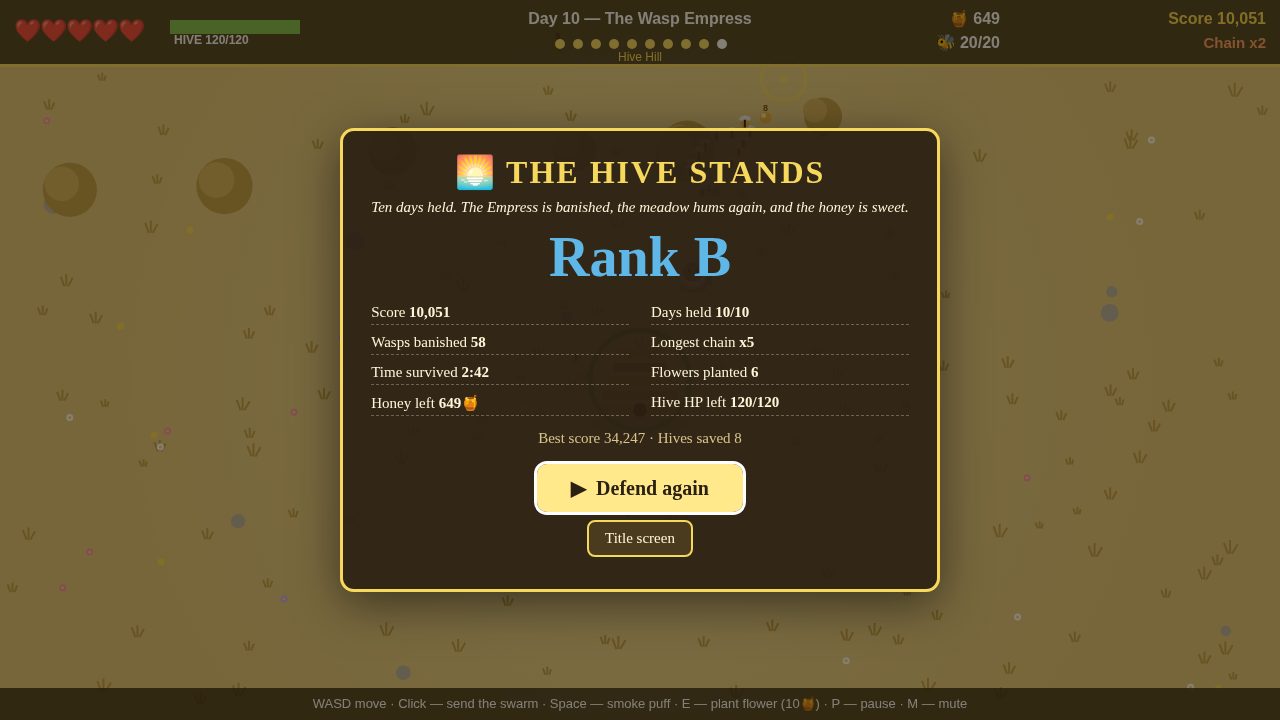 HIVE 120/120
Day 10 — The Wasp Empress
Hive Hill
🍯 649
🐝 20/20
Score 10,051
Chain x2
8
🌅 THE HIVE STANDS
Ten days held. The Empress is banished, the meadow hums again, and the honey is sweet.
Rank B
Score 10,051
Days held 10/10
Wasps banished 58
Longest chain x5
Time survived 2:42
Flowers planted 6
Honey left 649🍯
Hive HP left 120/120
Best score 34,247 · Hives saved 8
▶ Defend again
Title screen
WASD move · Click — send the swarm · Space — smoke puff · E — plant flower (10🍯) · P — pause · M — mute